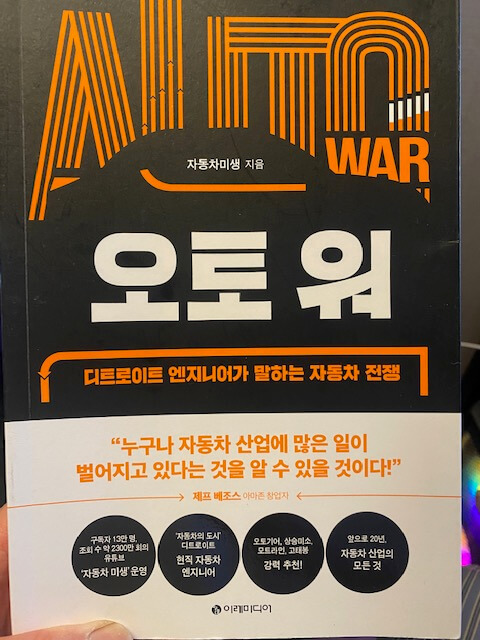 AUTO
WAR
자동차미생 지음
오토 워
디트로이트 엔지니어가 말하는 자동차 전쟁
“누구나 자동차 산업에 많은 일이
벌어지고 있다는 것을 알 수 있을 것이다!”
제프 베조스 아마존 창업자
구독자 13만 명,
조회 수 약 2300만 회의
유튜브
‘자동차 미생’ 운영
‘자동차의 도시’
디트로이트
현직 자동차
엔지니어
오토기어, 상승미소,
모트라인, 고태봉
강력 추천!
앞으로 20년,
자동차 산업의
모든 것
이레미디어